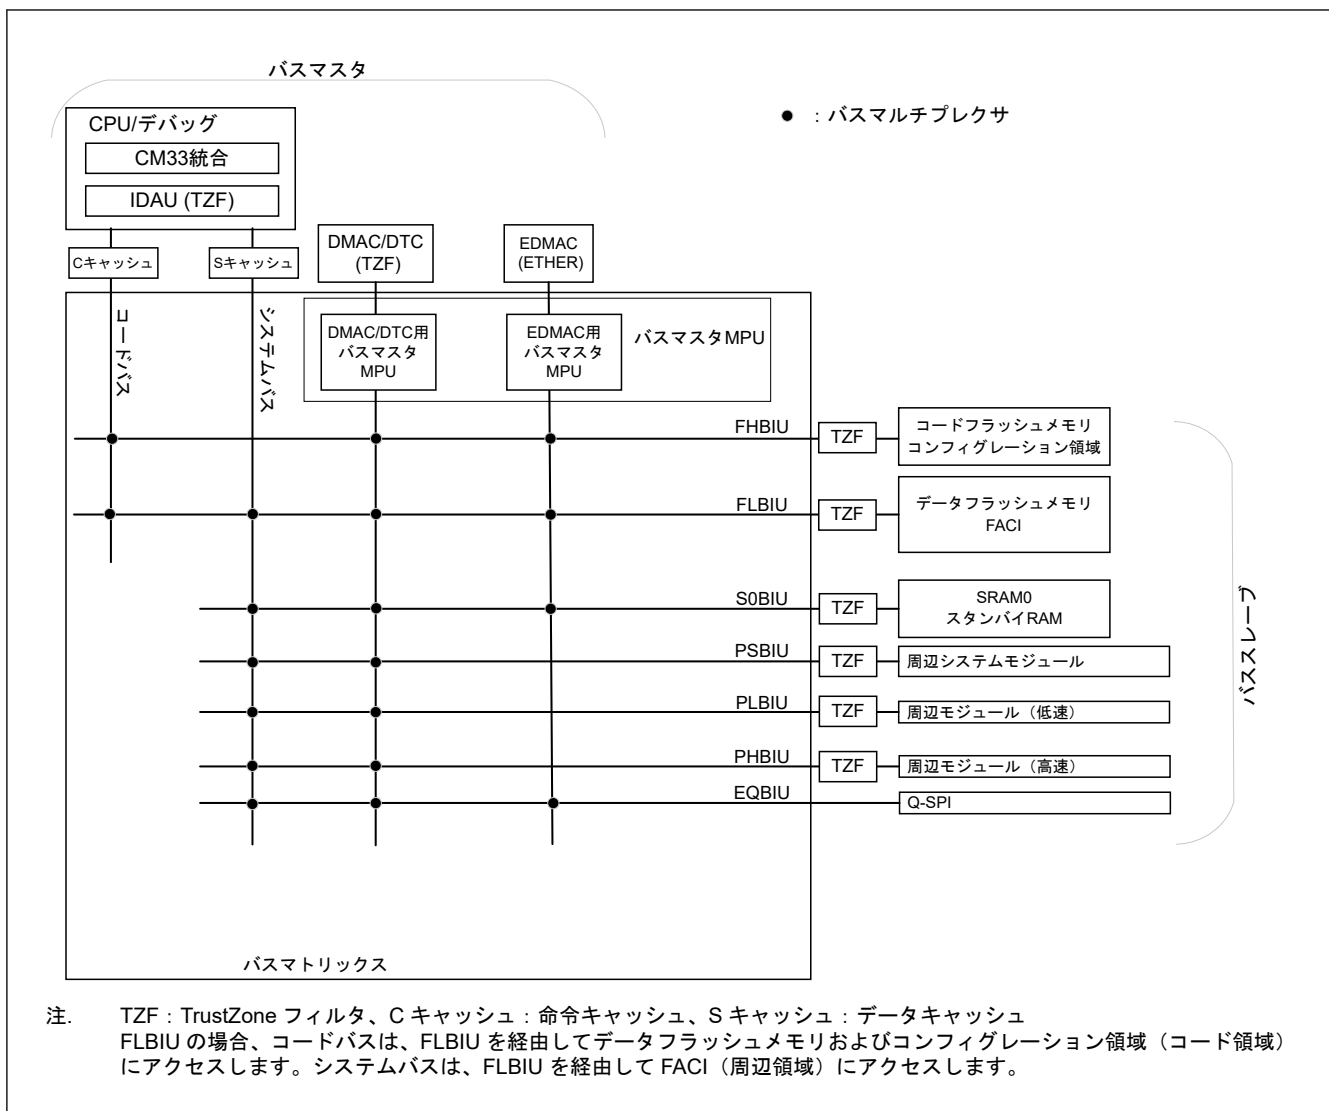 バスマスタ
CPU/デバッグ
CM33統合
IDAU (TZF)
● ：バスマルチプレクサ
Cキャッシュ
Sキャッシュ
DMAC/DTC
(TZF)
EDMAC
(ETHER)
コードバス
システムバス
DMAC/DTC用
バスマスタ
MPU
EDMAC用
バスマスタ
MPU
バスマスタMPU
FHBIU
TZF
コードフラッシュメモリ
コンフィグレーション領域
FLBIU
TZF
データフラッシュメモリ
FACI
S0BIU
TZF
SRAM0
スタンバイRAM
PSBIU
TZF
周辺システムモジュール
PLBIU
TZF
周辺モジュール（低速）
PHBIU
TZF
周辺モジュール（高速）
EQBIU
Q-SPI
バススレーブ
バスマトリックス
注. TZF：TrustZone フィルタ、C キャッシュ：命令キャッシュ、S キャッシュ：データキャッシュ
FLBIU の場合、コードバスは、FLBIU を経由してデータフラッシュメモリおよびコンフィグレーション領域（コード領域）
にアクセスします。システムバスは、FLBIU を経由して FACI（周辺領域）にアクセスします。